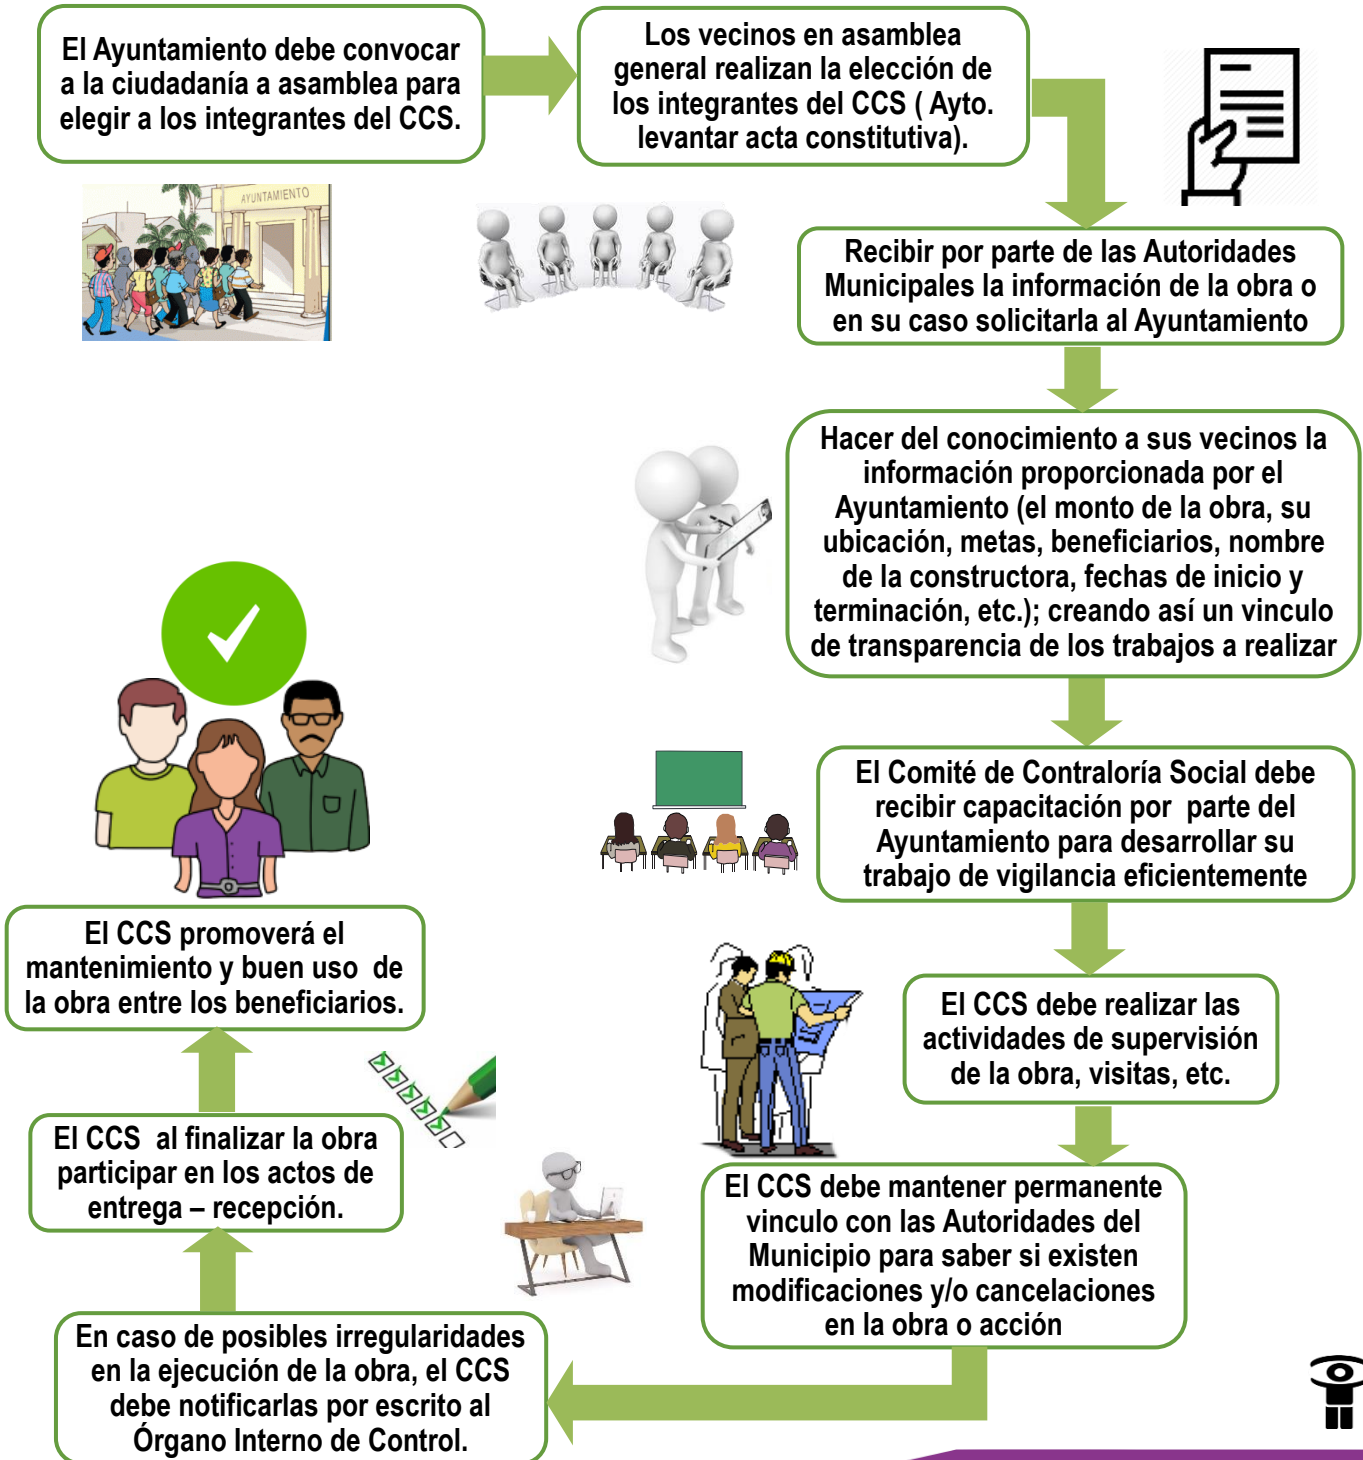 El Ayuntamiento debe convocar
a la ciudadanía a asamblea para
elegir a los integrantes del CCS.
Los vecinos en asamblea
general realizan la elección de
los integrantes del CCS ( Ayto.
levantar acta constitutiva).
AYUNTAMIENTO
Recibir por parte de las Autoridades
Municipales la información de la obra o
en su caso solicitarla al Ayuntamiento
Hacer del conocimiento a sus vecinos la
información proporcionada por el
Ayuntamiento (el monto de la obra, su
ubicación, metas, beneficiarios, nombre
de la constructora, fechas de inicio y
terminación, etc.); creando así un vinculo
de transparencia de los trabajos a realizar
El Comité de Contraloría Social debe
recibir capacitación por parte del
Ayuntamiento para desarrollar su
trabajo de vigilancia eficientemente
El CCS debe realizar las
actividades de supervisión
de la obra, visitas, etc.
El CCS debe mantener permanente
vinculo con las Autoridades del
Municipio para saber si existen
modificaciones y/o cancelaciones
en la obra o acción
En caso de posibles irregularidades
en la ejecución de la obra, el CCS
debe notificarlas por escrito al
Órgano Interno de Control.
El CCS al finalizar la obra
participar en los actos de
entrega – recepción.
El CCS promoverá el
mantenimiento y buen uso de
la obra entre los beneficiarios.